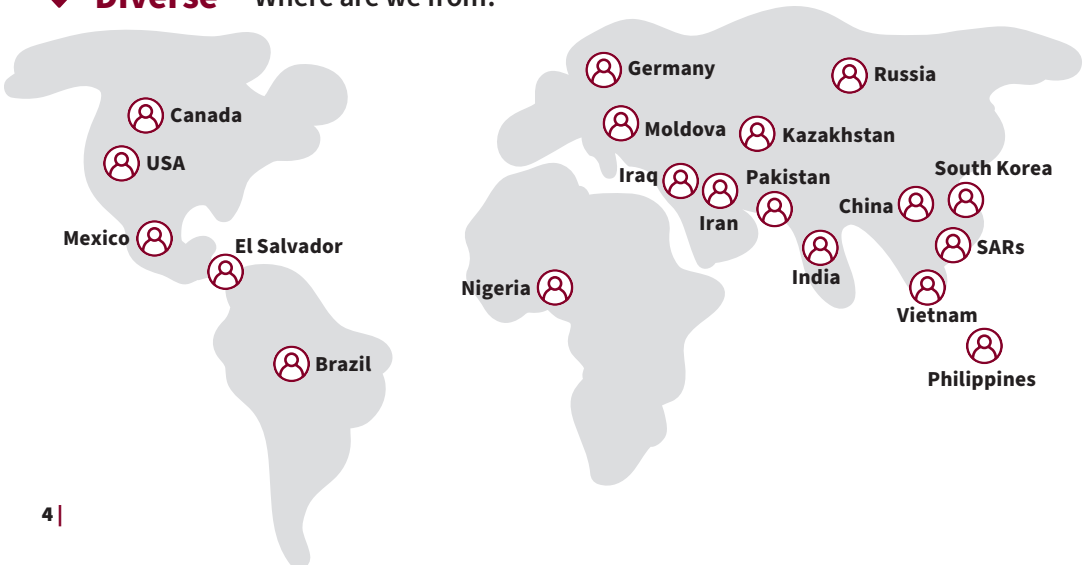 Diverse Where are we from?
Germany
Russia
Canada
Moldova
Kazakhstan
USA
South Korea
Iraq
Pakistan
China
Iran
Mexico
El Salvador
SARs
India
Nigeria
Vietnam
Brazil
Philippines
4 |